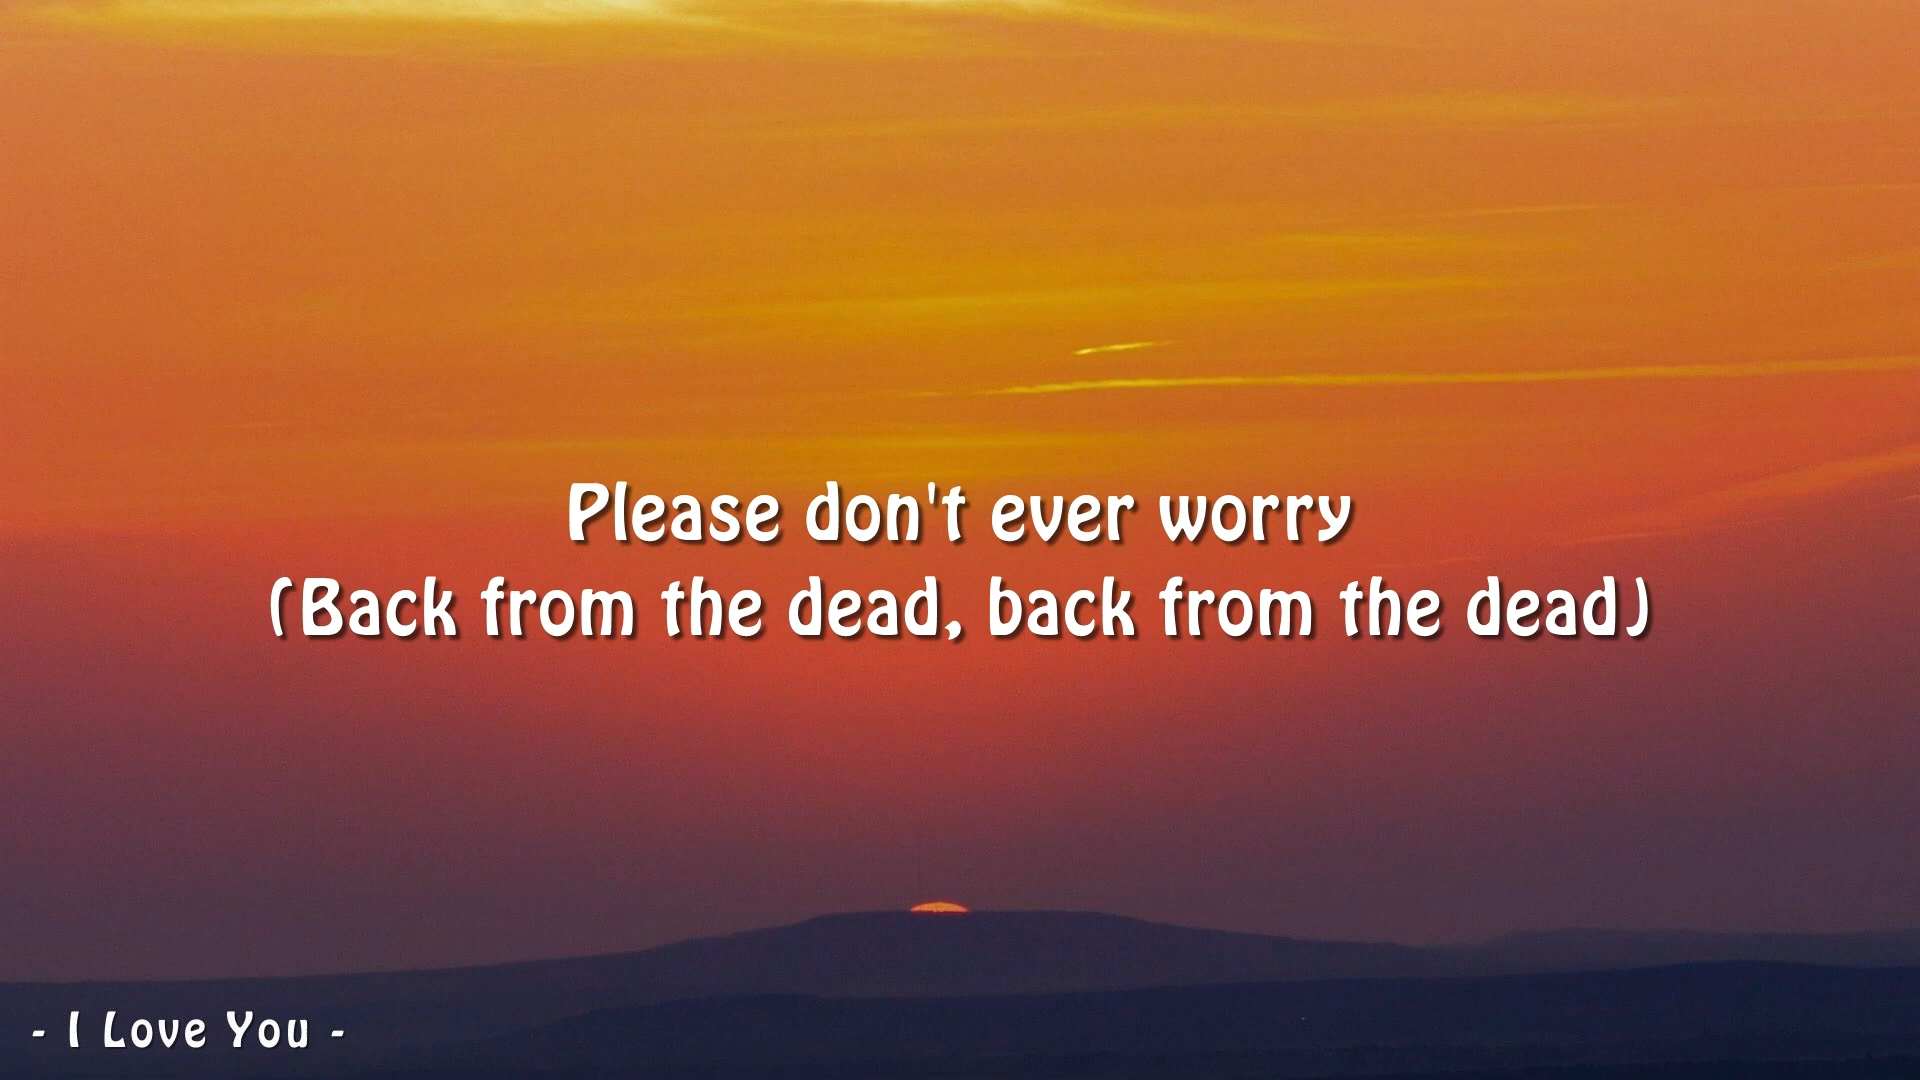 Please don't ever worry
(Back from the dead, back from the dead)
- I Love You -